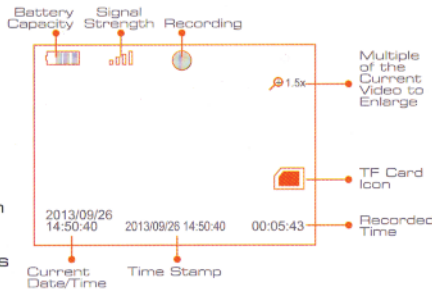 Battery Capacity
Signal Strength
Recording
1.5x
Multiple
of the
Current
Video to
Enlarge
TF Card
Icon
2013/09/26
14:50:40
2013/09/26 14:50:40
00:05:43
Recorded
Time
Current
Date/Time
Time Stamp